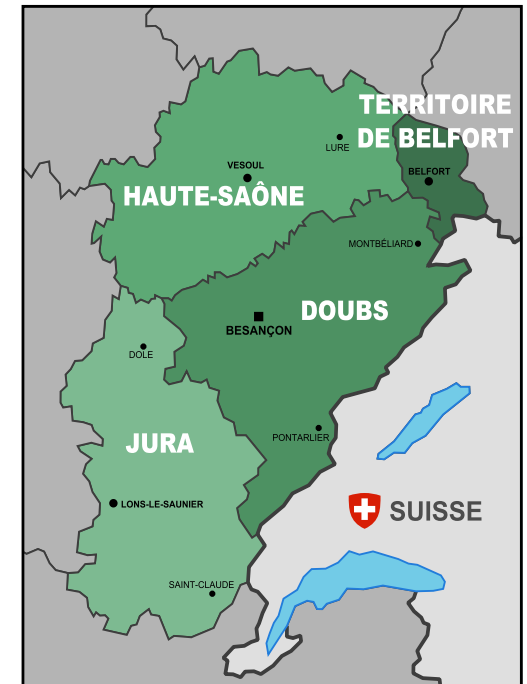 TERRITOIRE
DE BELFORT
LURE
VESOUL
BELFORT
HAUTE-SAÔNE
MONTBÉLIARD
DOUBS
BESANÇON
DOLE
PONTARLIER
JURA
LONS-LE-SAUNIER
SUISSE
SAINT-CLAUDE